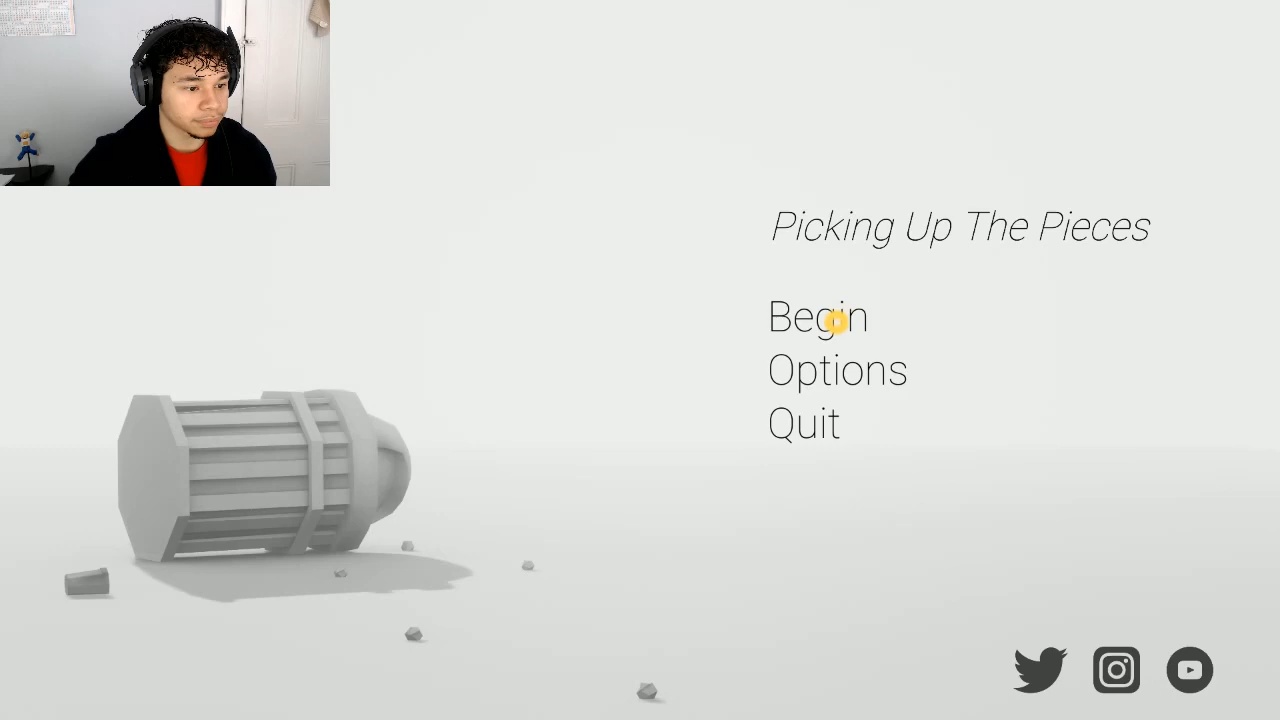 Picking Up The Pieces
Begin
Options
Quit